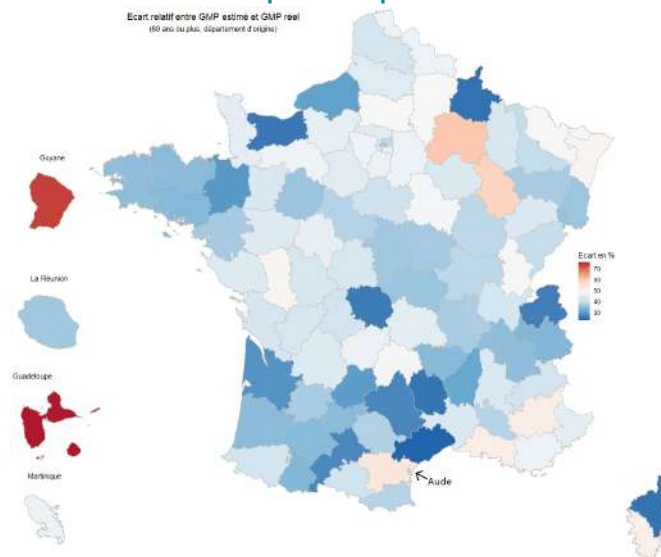 Ecart relatif entre GMP estimé et GMP réel
(60 ans ou plus, département d'origine)
Guyane
La Réunion
Guadeloupe
Martinique
Ecart en %
70
60
50
40
30
Aude